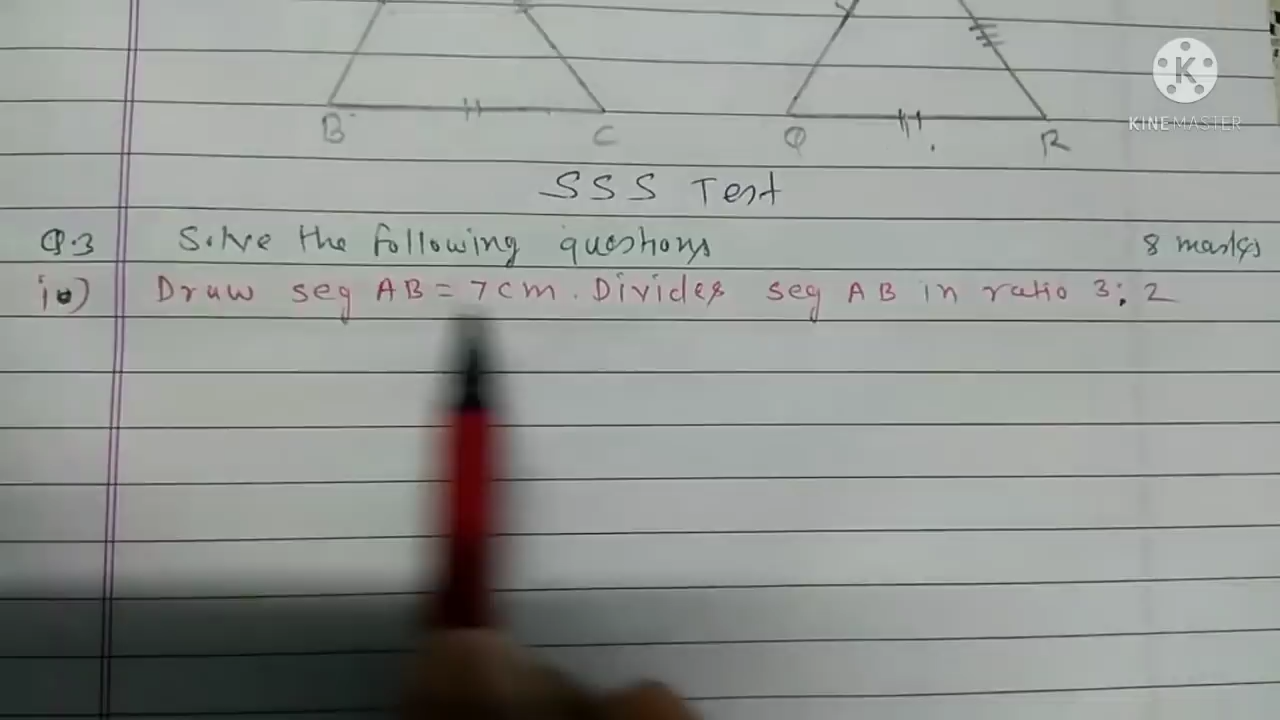 B C Q R
SSS Test
Q.3 Solve the following questions 8 marks
iv) Draw seg AB = 7cm. Divides seg AB in ratio 3:2
K
KINEMASTER